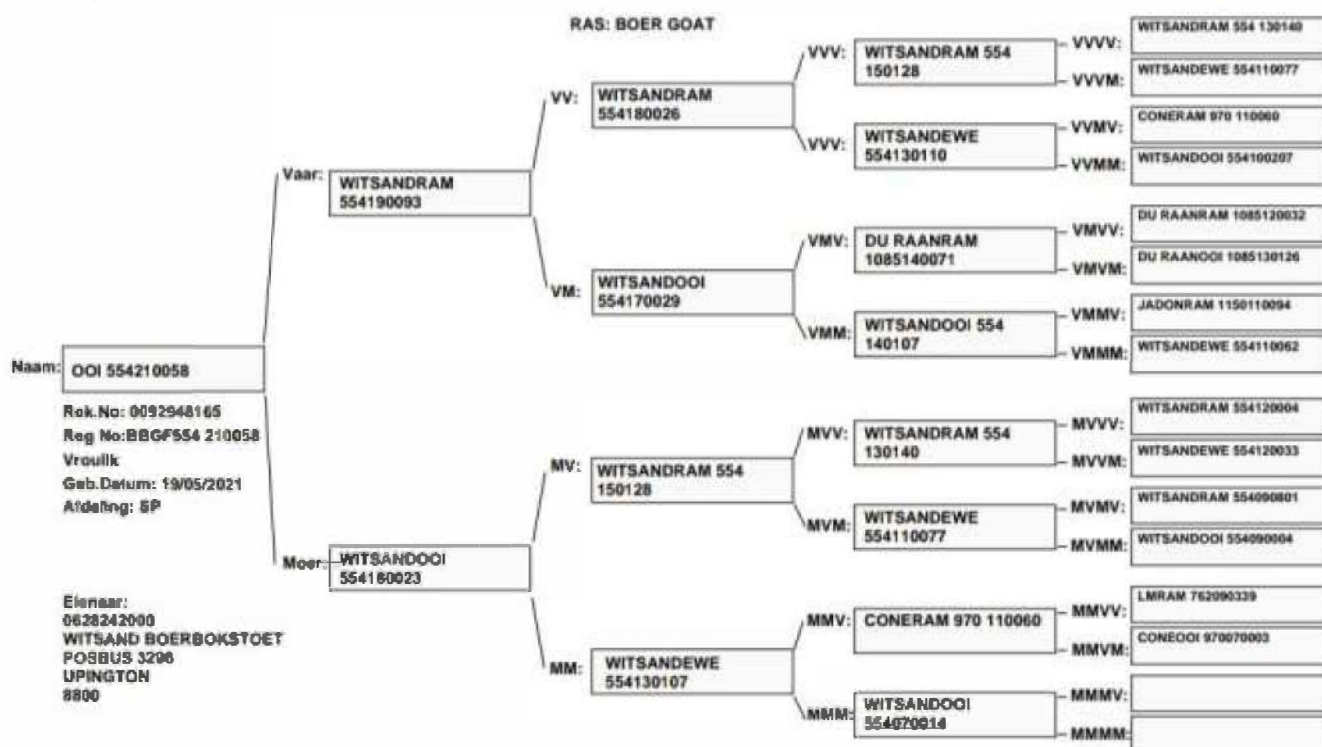 RAS: BOER GOAT
Naam: OOI 554210058
Rek.No: 0092948165
Reg No:BBGF554 210058
Vroulik
Geb.Datum: 19/05/2021
Afdeling: SP
Eienaar:
0628242000
WITSAND BOERBOKSTOET
POSBUS 3296
UPINGTON
8800
Vaar: WITSANDRAM
554190093
Moer: WITSANDOOI
554160023
VV: WITSANDRAM
554180026
VM: WITSANDOOI
554170029
MV: WITSANDRAM 554
150128
MM: WITSANDEWE
554130107
VVV: WITSANDRAM 554
150128
VVV: WITSANDEWE
554130110
VMV: DU RAANRAM
1085140071
VMM: WITSANDOOI 554
140107
MVV: WITSANDRAM 554
130140
MVM: WITSANDEWE
554110077
MMV: CONERAM 970 110060
MMM: WITSANDOOI
554070014
VVVV: WITSANDRAM 554 130140
VVVM: WITSANDEWE 554110077
VVMV: CONERAM 970 110060
VVMM: WITSANDOOI 554100207
VMVV: DU RAANRAM 1085120032
VMVM: DU RAANOOI 1085130126
VMMV: JADONRAM 1150110094
VMMM: WITSANDEWE 554110062
MVVV: WITSANDRAM 554120004
MVVM: WITSANDEWE 554120033
MVMV: WITSANDRAM 554090801
MVMM: WITSANDOOI 554090004
MMVV: LMRAM 762090339
MMVM: CONEOOI 970070003
MMMV:
MMMM: